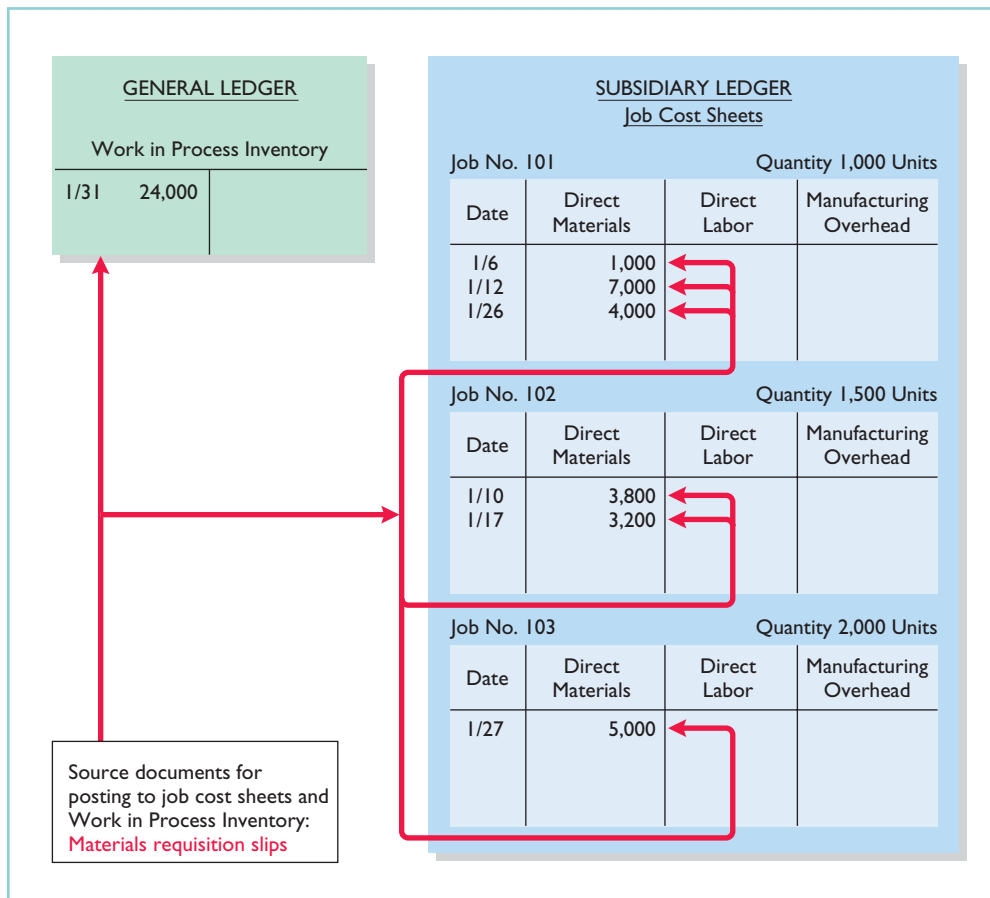 GENERAL LEDGER
Work in Process Inventory
1/31 24,000
SUBSIDIARY LEDGER
Job Cost Sheets
Job No. 101 Quantity 1,000 Units
Date Direct Materials Direct Labor Manufacturing Overhead
1/6 1,000
1/12 7,000
1/26 4,000
Job No. 102 Quantity 1,500 Units
Date Direct Materials Direct Labor Manufacturing Overhead
1/10 3,800
1/17 3,200
Job No. 103 Quantity 2,000 Units
Date Direct Materials Direct Labor Manufacturing Overhead
1/27 5,000
Source documents for
posting to job cost sheets and
Work in Process Inventory:
Materials requisition slips